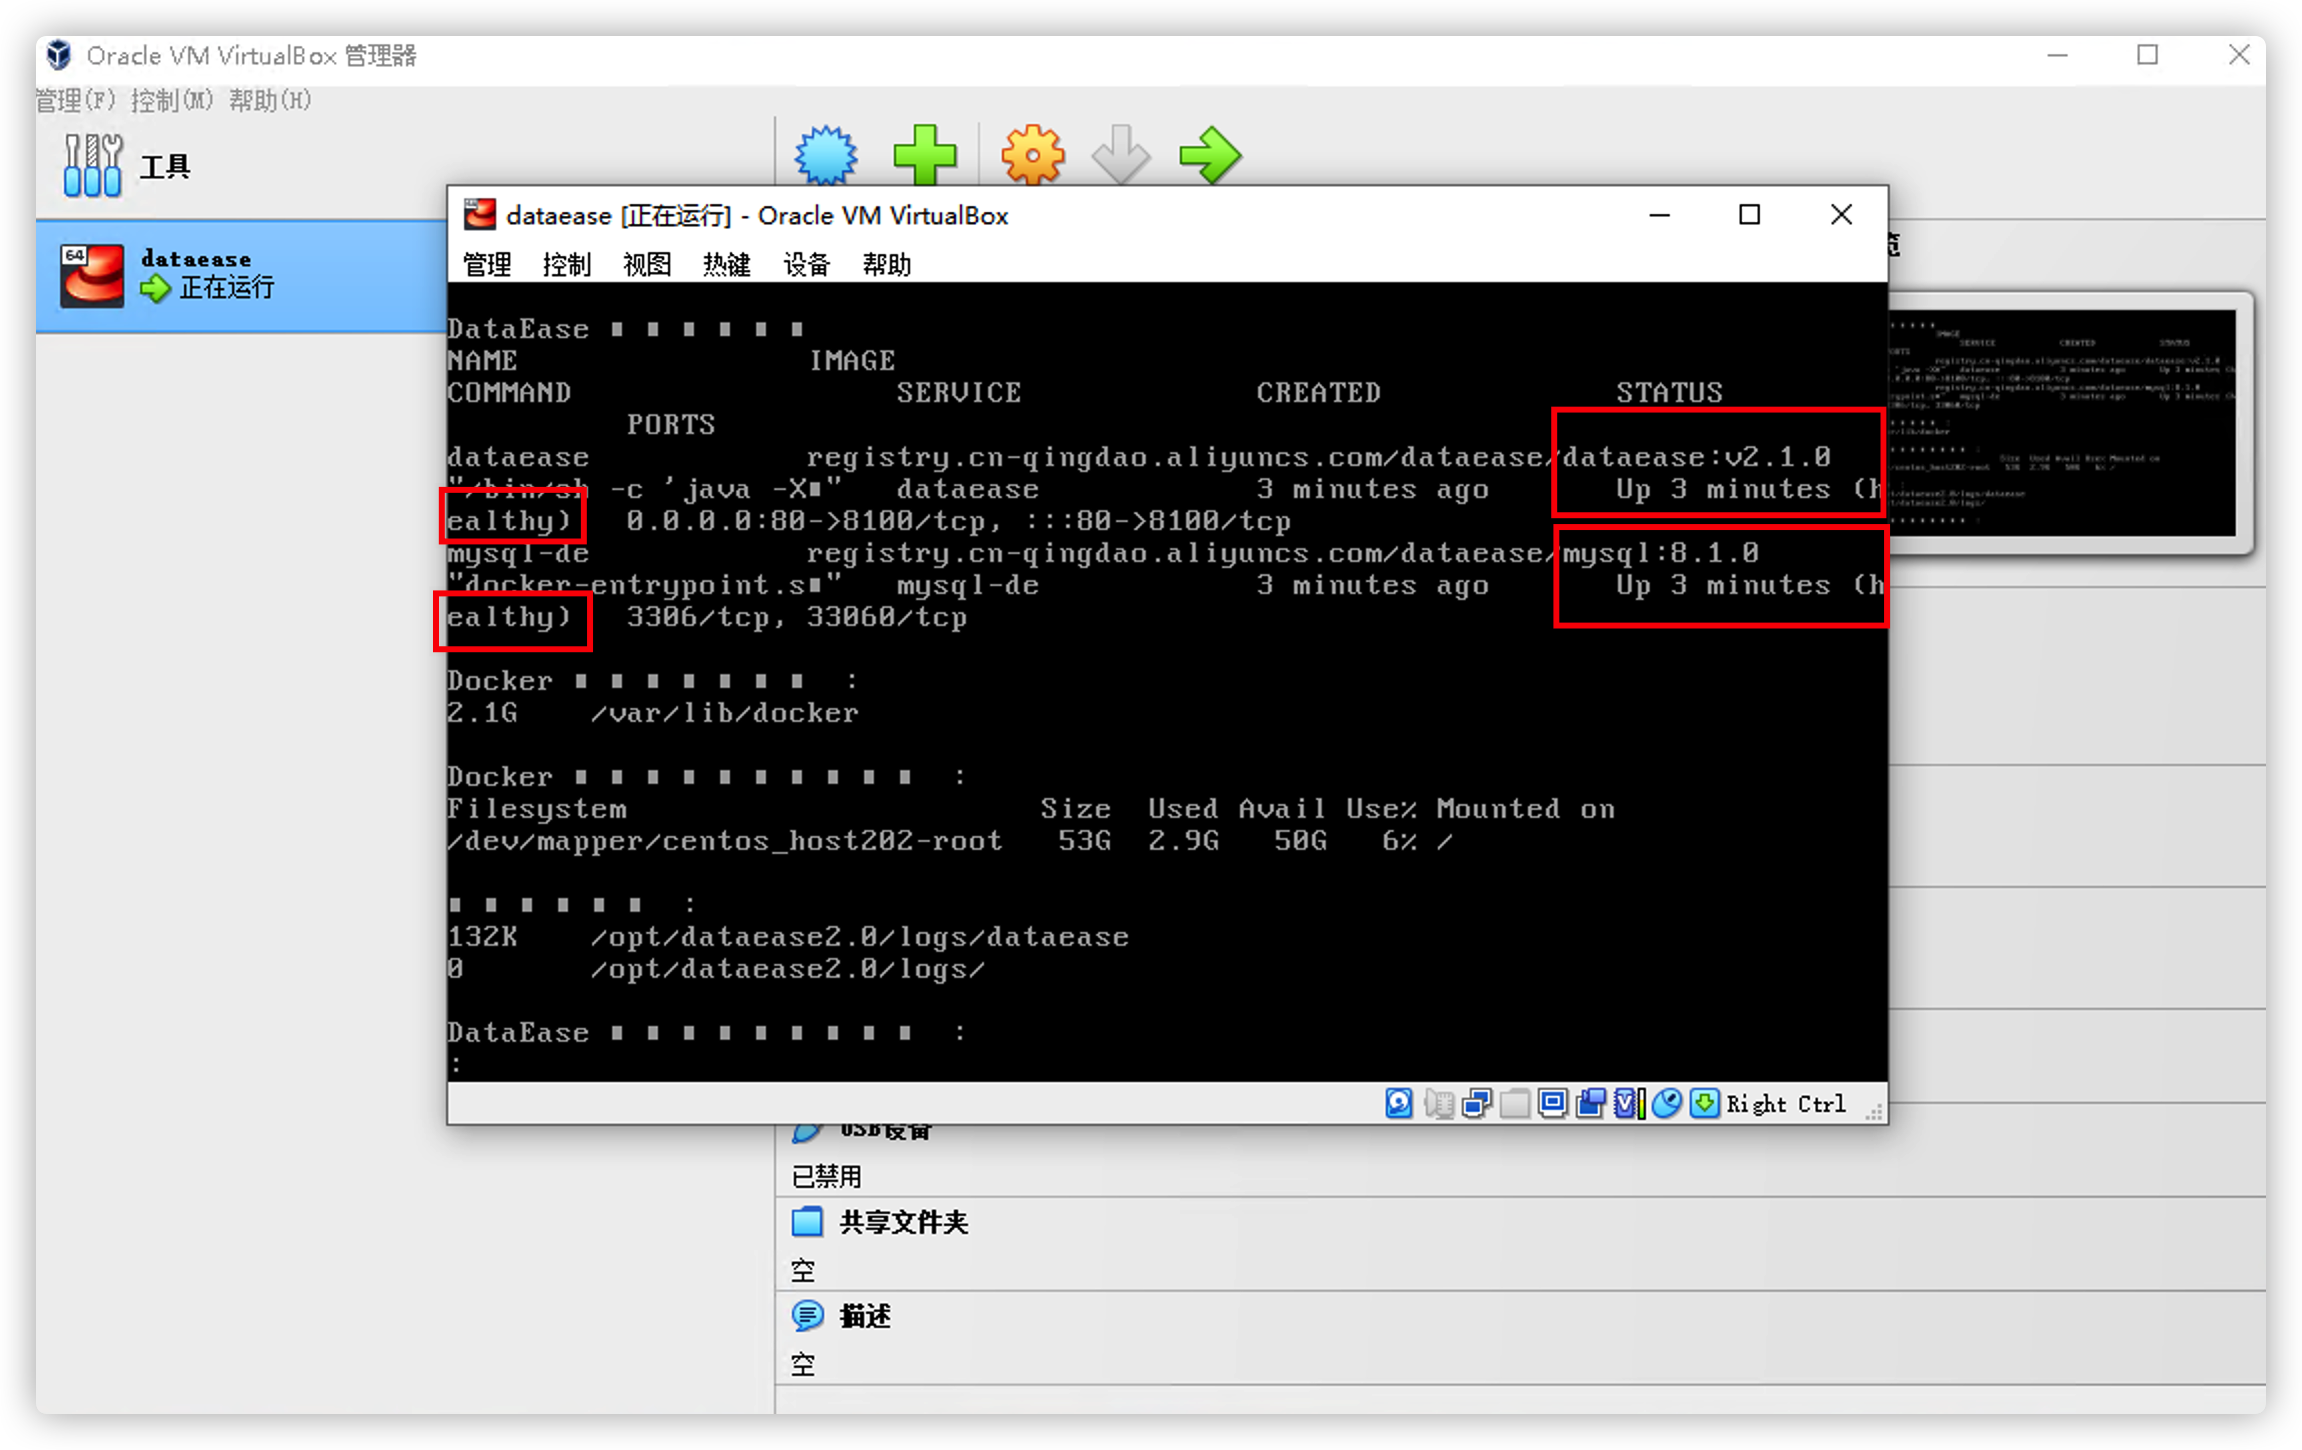 Oracle VM VirtualBox 管理器
管理(F) 控制(M) 帮助(H)
工具
64
dataease
正在运行
dataease [正在运行] - Oracle VM VirtualBox
管理 控制 视图 热键 设备 帮助
DataEase
NAME IMAGE
COMMAND SERVICE CREATED STATUS
PORTS
dataease registry.cn-qingdao.aliyuncs.com/dataease/dataease:v2.1.0
"/bin/sh -c 'java -X■" dataease 3 minutes ago Up 3 minutes (h
ealthy) 0.0.0.0:80->8100/tcp, :::80->8100/tcp
mysql-de registry.cn-qingdao.aliyuncs.com/dataease/mysql:8.1.0
"docker-entrypoint.s■" mysql-de 3 minutes ago Up 3 minutes (h
ealthy) 3306/tcp, 33060/tcp
Docker ■ ■ ■ ■ ■ ■ ■ :
2.1G /var/lib/docker
Docker ■ ■ ■ ■ ■ ■ ■ ■ ■ ■ :
Filesystem Size Used Avail Use% Mounted on
/dev/mapper/centos_host202-root 53G 2.9G 50G 6% /
■ ■ ■ ■ ■ ■ :
132K /opt/dataease2.0/logs/dataease
0 /opt/dataease2.0/logs/
DataEase ■ ■ ■ ■ ■ ■ ■ ■ ■ :
:
Right Ctrl
USB设备
已禁用
共享文件夹
空
描述
空